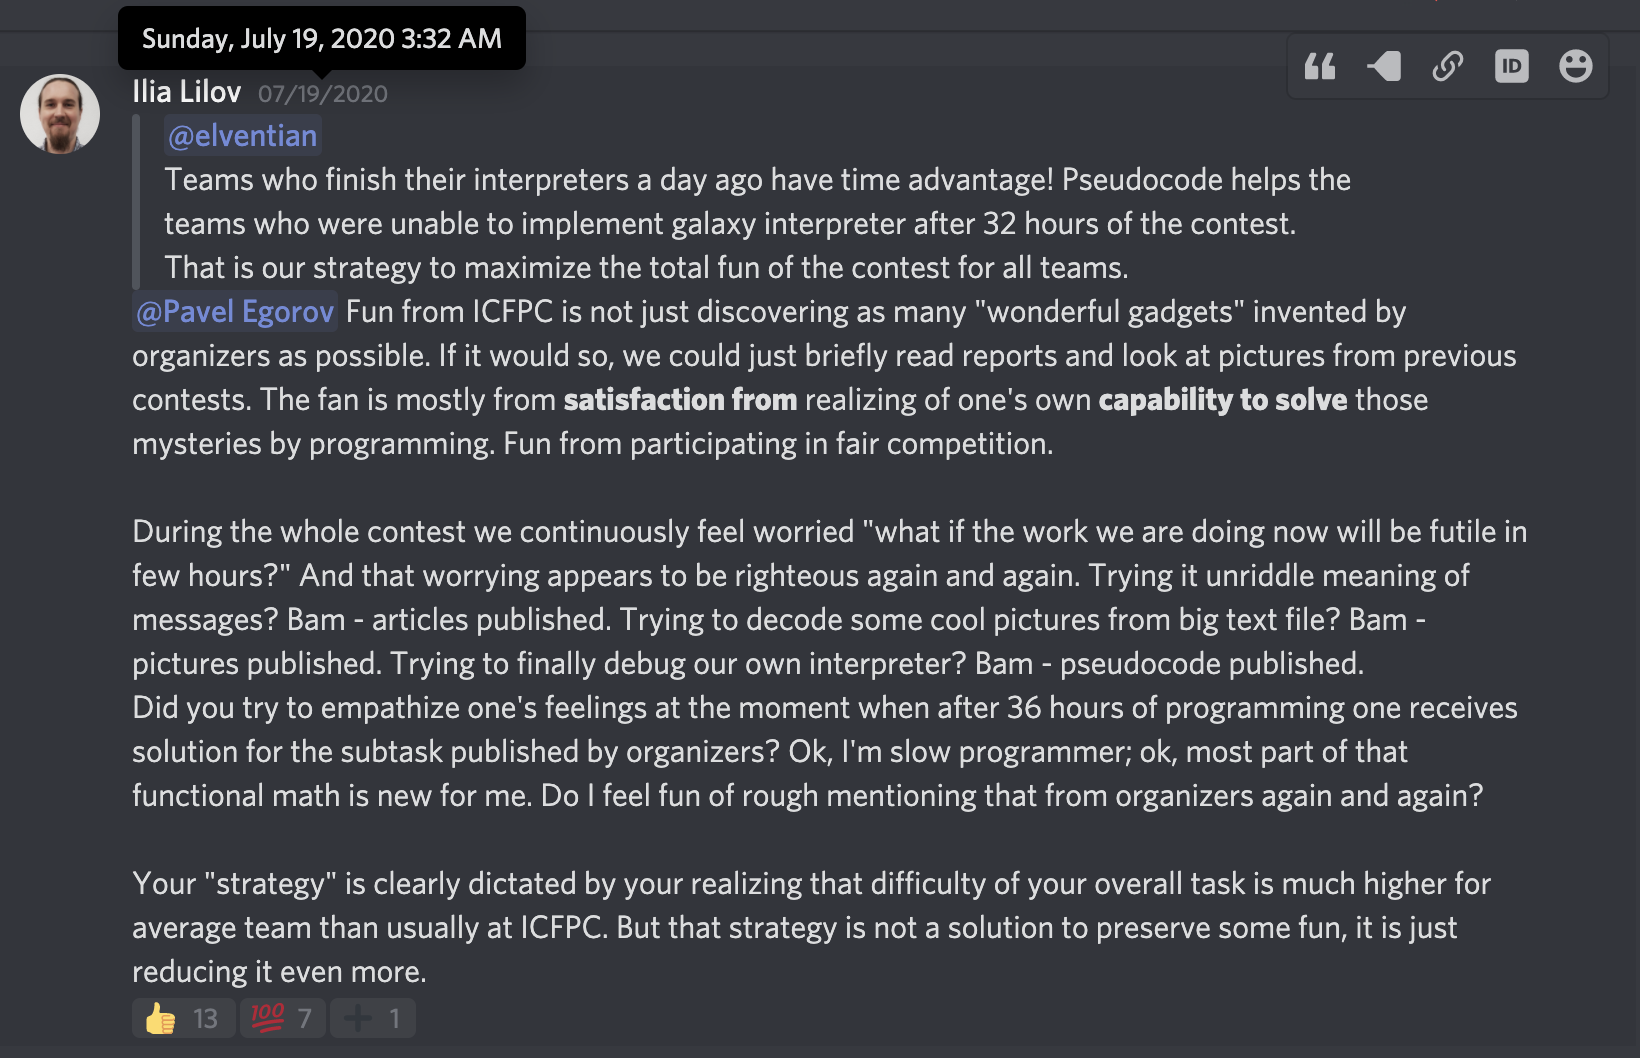 Sunday, July 19, 2020 3:32 AM
ID
Ilia Lilov 07/19/2020
@elventian
Teams who finish their interpreters a day ago have time advantage! Pseudocode helps the
teams who were unable to implement galaxy interpreter after 32 hours of the contest.
That is our strategy to maximize the total fun of the contest for all teams.
@Pavel Egorov Fun from ICFPC is not just discovering as many "wonderful gadgets" invented by
organizers as possible. If it would so, we could just briefly read reports and look at pictures from previous
contests. The fan is mostly from satisfaction from realizing of one's own capability to solve those
mysteries by programming. Fun from participating in fair competition.
During the whole contest we continuously feel worried "what if the work we are doing now will be futile in
few hours?" And that worrying appears to be righteous again and again. Trying it unriddle meaning of
messages? Bam - articles published. Trying to decode some cool pictures from big text file? Bam -
pictures published. Trying to finally debug our own interpreter? Bam - pseudocode published.
Did you try to empathize one's feelings at the moment when after 36 hours of programming one receives
solution for the subtask published by organizers? Ok, I'm slow programmer; ok, most part of that
functional math is new for me. Do I feel fun of rough mentioning that from organizers again and again?
Your "strategy" is clearly dictated by your realizing that difficulty of your overall task is much higher for
average team than usually at ICFPC. But that strategy is not a solution to preserve some fun, it is just
reducing it even more.
13 100 7 1